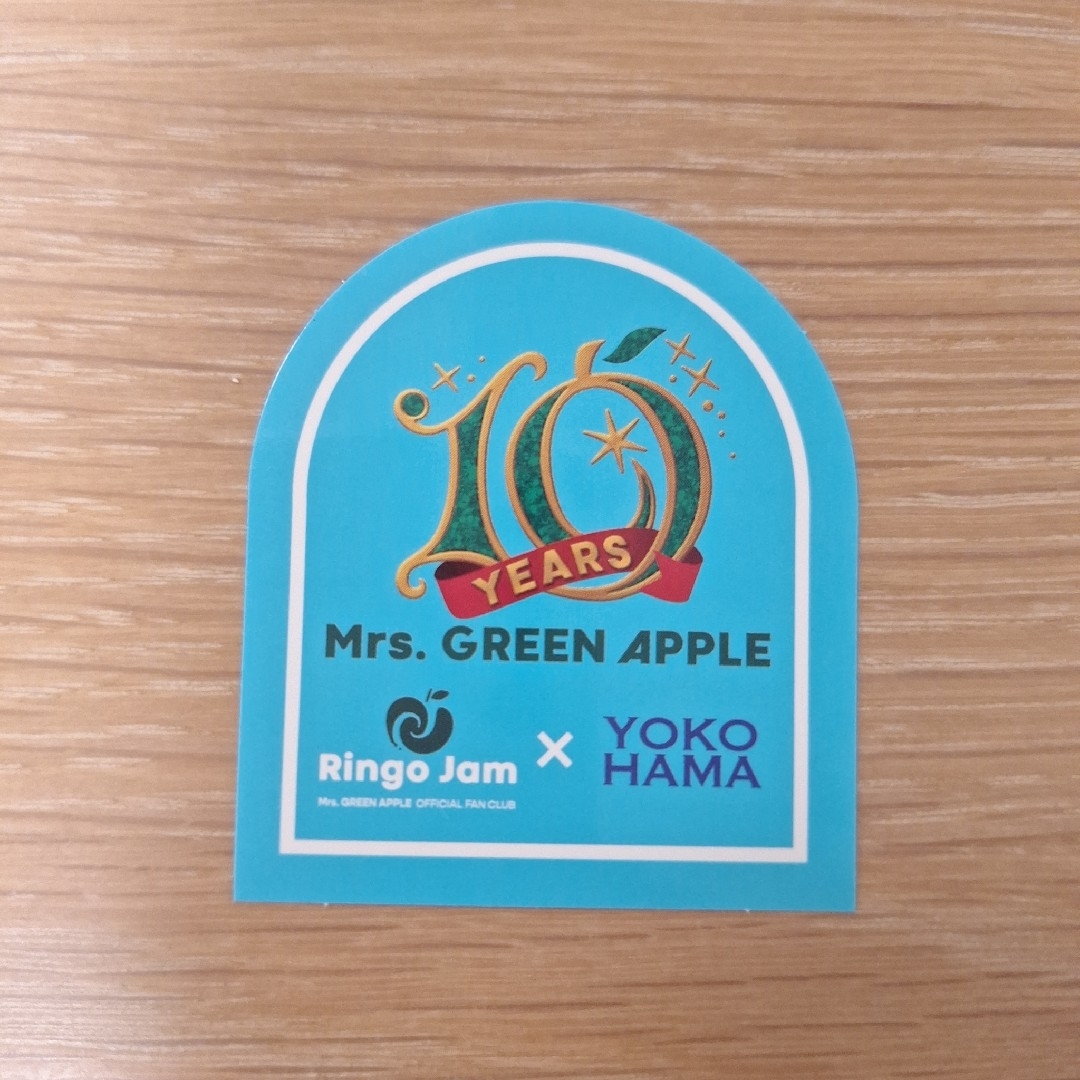 10
YEARS
Mrs. GREEN APPLE
Ringo Jam
Mrs. GREEN APPLE OFFICIAL FAN CLUB
×
YOKO
HAMA